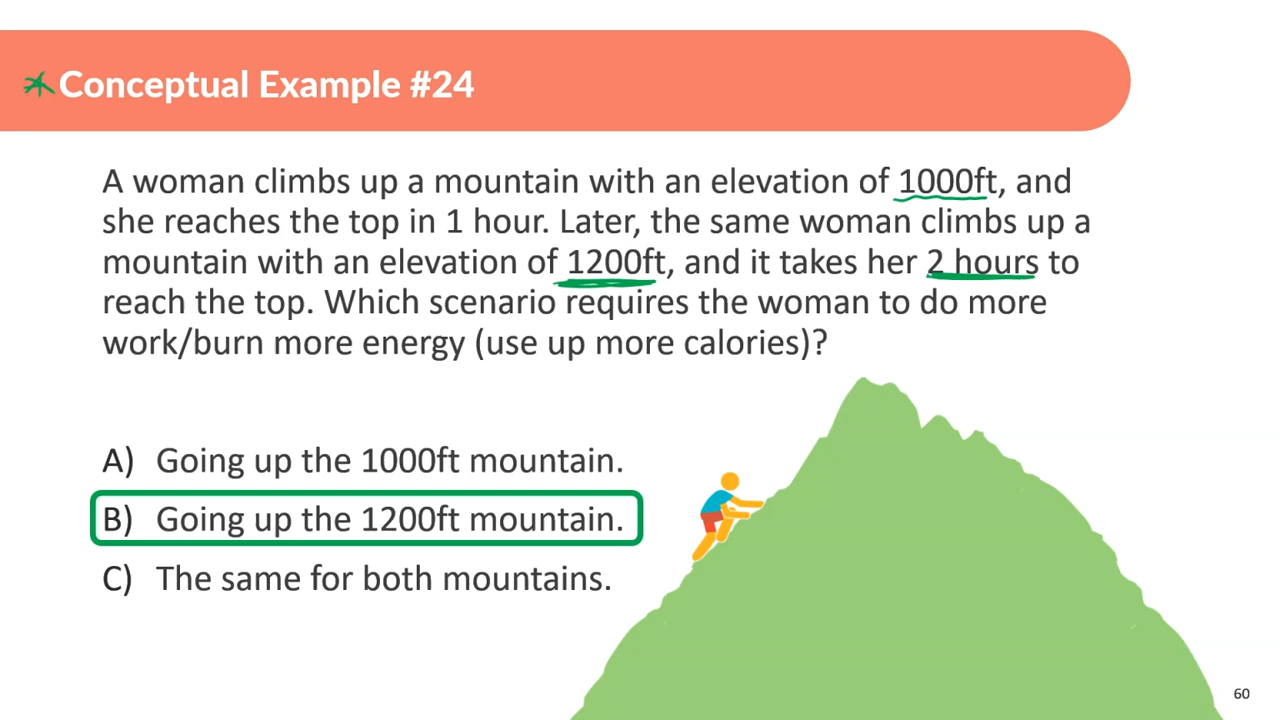 Conceptual Example #24
A woman climbs up a mountain with an elevation of 1000ft, and
she reaches the top in 1 hour. Later, the same woman climbs up a
mountain with an elevation of 1200ft, and it takes her 2 hours to
reach the top. Which scenario requires the woman to do more
work/burn more energy (use up more calories)?
A) Going up the 1000ft mountain.
B) Going up the 1200ft mountain.
C) The same for both mountains.
60